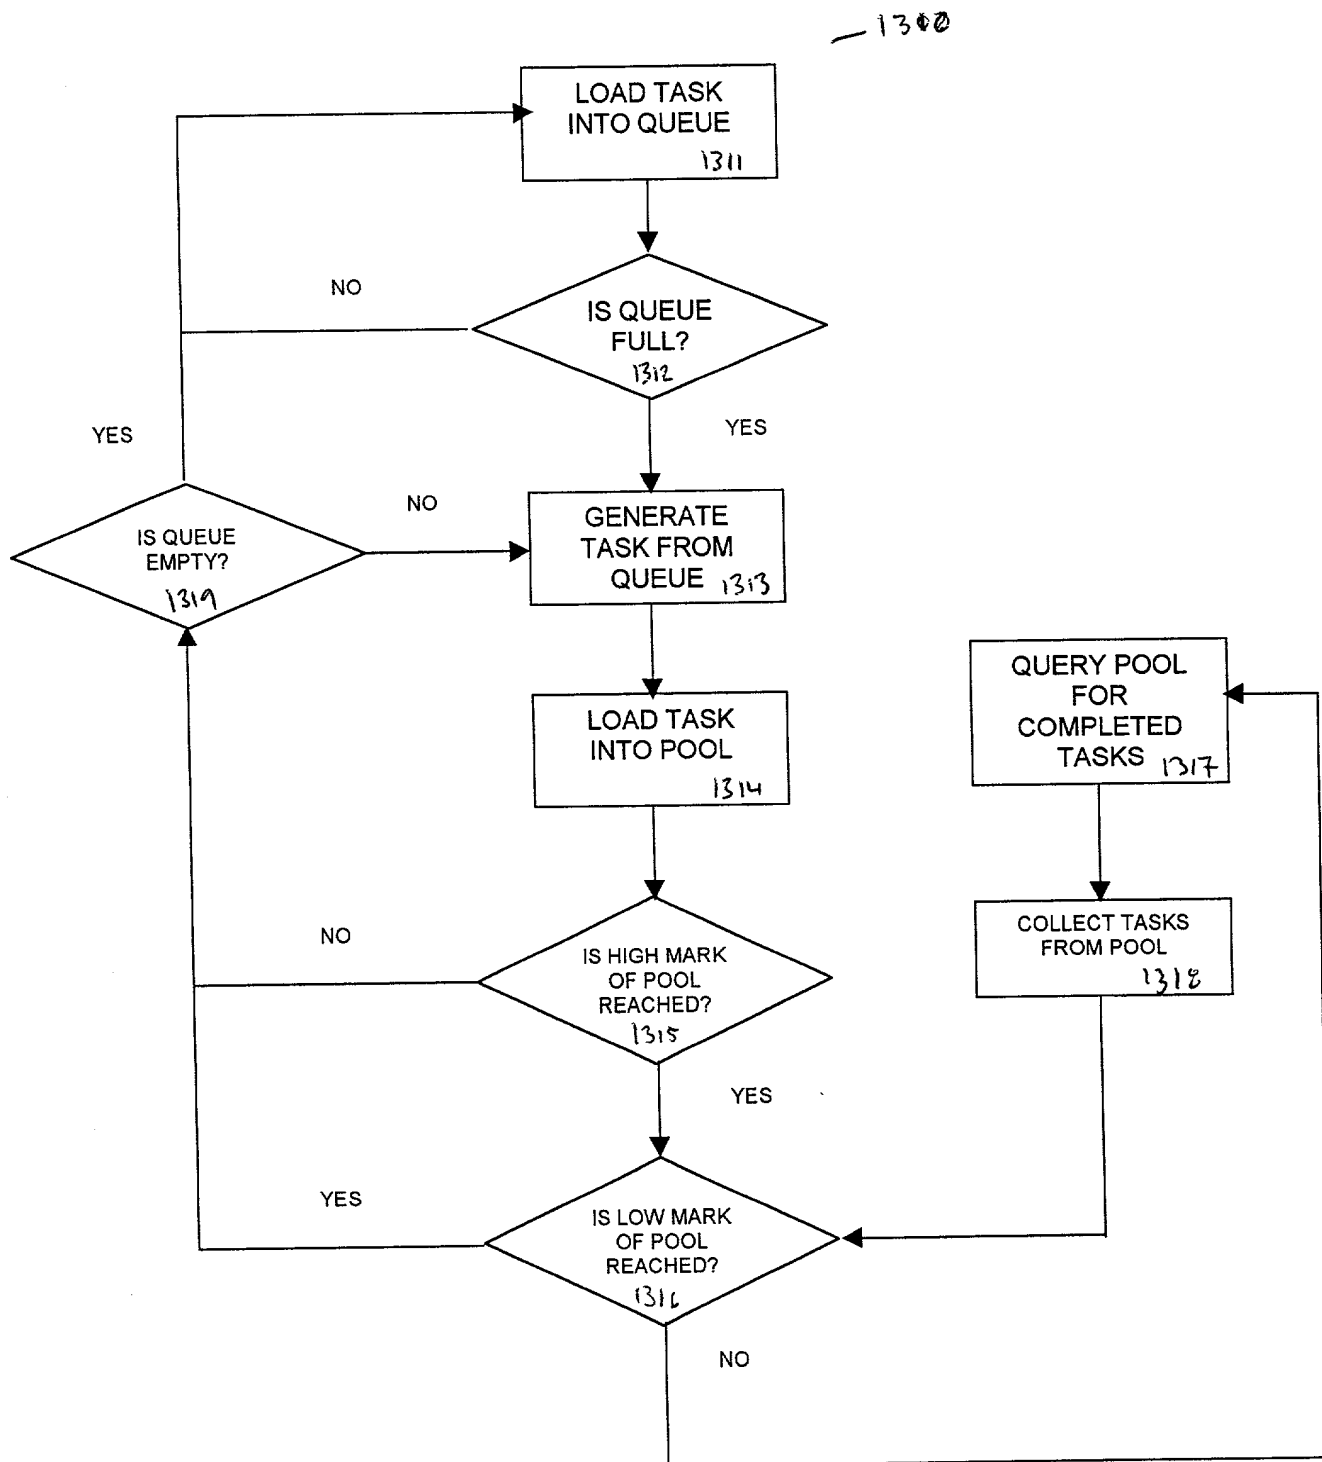 LOAD TASK
INTO QUEUE
1311
NO
IS QUEUE
FULL?
1312
YES
YES
NO
IS QUEUE
EMPTY?
1319
GENERATE
TASK FROM
QUEUE 1313
QUERY POOL
FOR
COMPLETED
TASKS 1317
LOAD TASK
INTO POOL
1314
COLLECT TASKS
FROM POOL
1318
NO
IS HIGH MARK
OF POOL
REACHED?
1315
YES
YES
IS LOW MARK
OF POOL
REACHED?
1316
NO